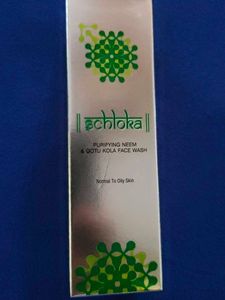 || Schloka ||
PURIFYING NEEM
& GOTU KOLA FACE WASH
Normal To Oily Skin